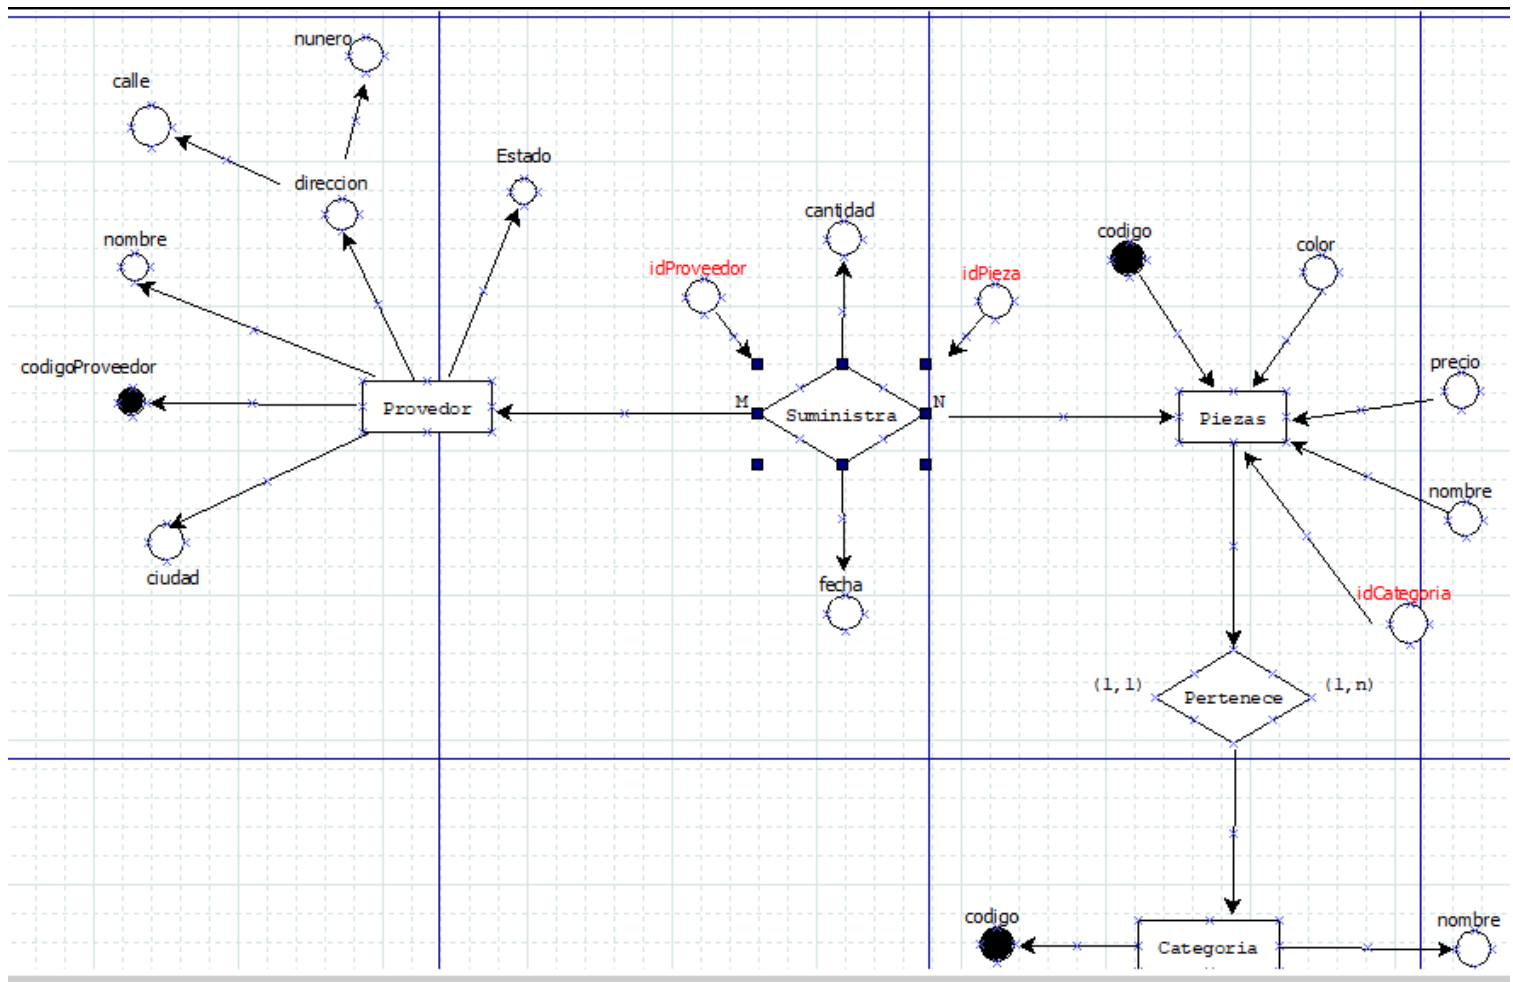 nunero
calle
Estado
direccion
cantidad
nombre
codigo
color
idProveedor
idPieza
codigoProveedor
precio
Provedor
M
Suministra
N
Piezas
nombre
ciudad
fecha
idCategoria
(1,1)
Pertenece
(1,n)
codigo
Categoria
nombre